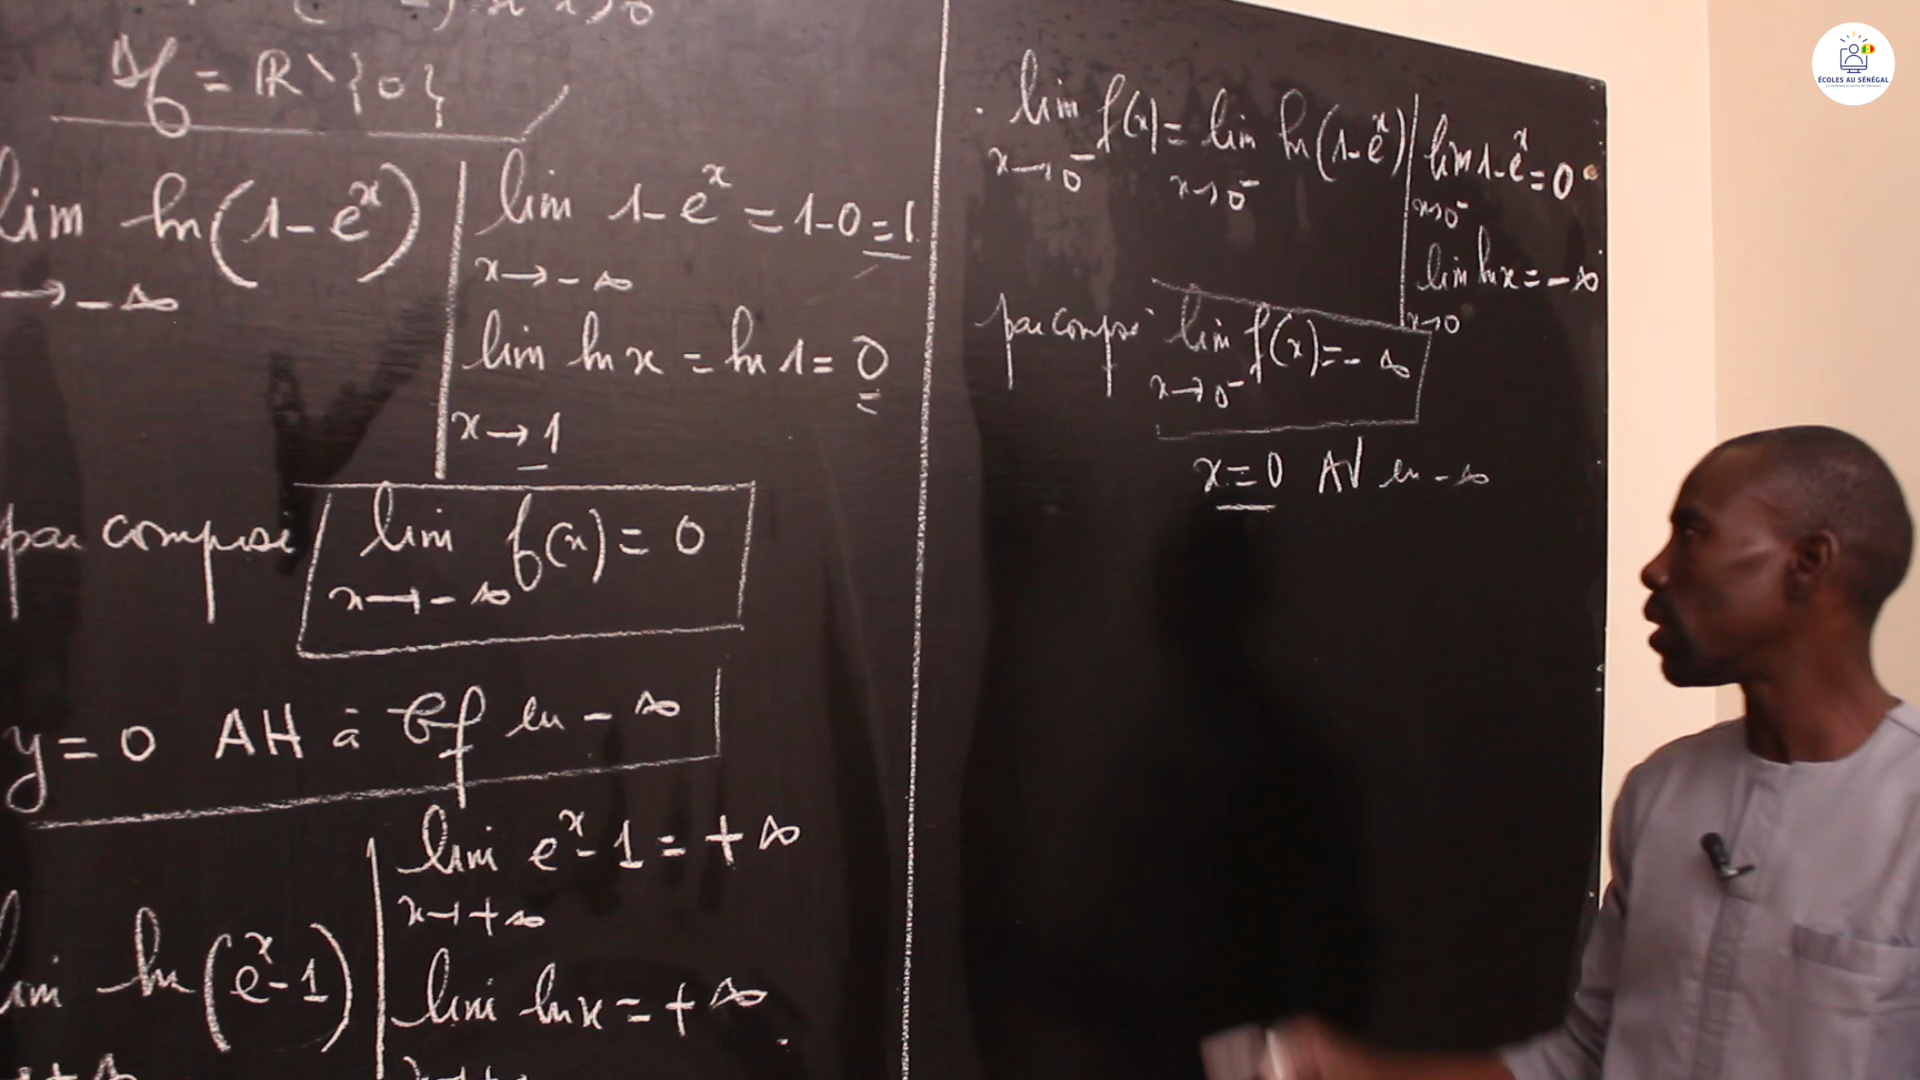 Df = ℝ \ {0}
lim ln(1-eˣ)
→ -∞
lim 1-eˣ = 1-0 = 1
x→-∞
lim ln x = ln 1 = 0
x→1
par composé lim f(x) = 0
x→-∞
y = 0 AH à Cf en -∞
lim eˣ-1 = +∞
x→+∞
lim ln(eˣ-1)
lim ln x = +∞
. lim f(x) = lim ln(1-eˣ)
x→0⁻ x→0⁻
lim 1-eˣ = 0
x→0⁻
lim ln x = -∞
x→0
par compo lim f(x) = -∞
x→0⁻
x = 0 AV en -∞
ÉCOLES AU SÉNÉGAL